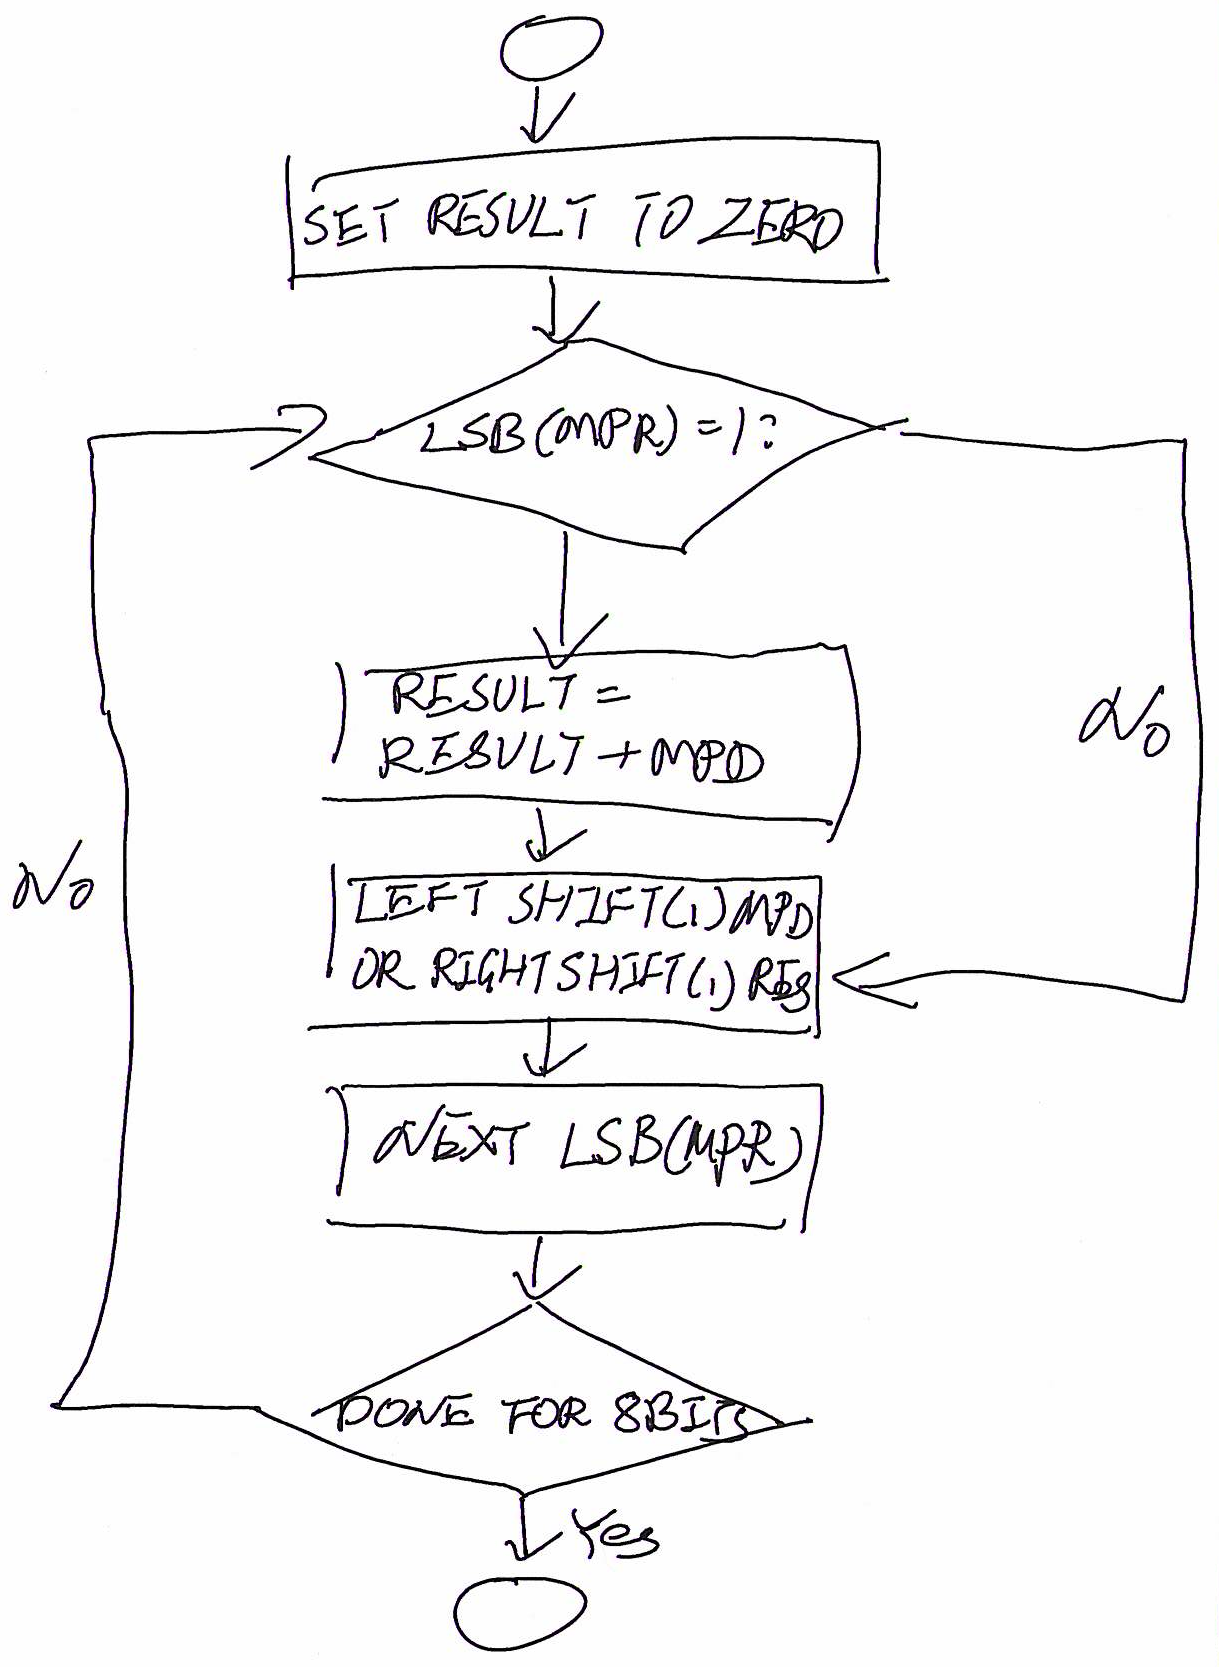 SET RESULT TO ZERO
LSB(MPR)=1?
RESULT =
RESULT + MPD
No
LEFT SHIFT(1) MPD
OR RIGHT SHIFT(1) RES
No
NEXT LSB(MPR)
DONE FOR 8BITS
Yes